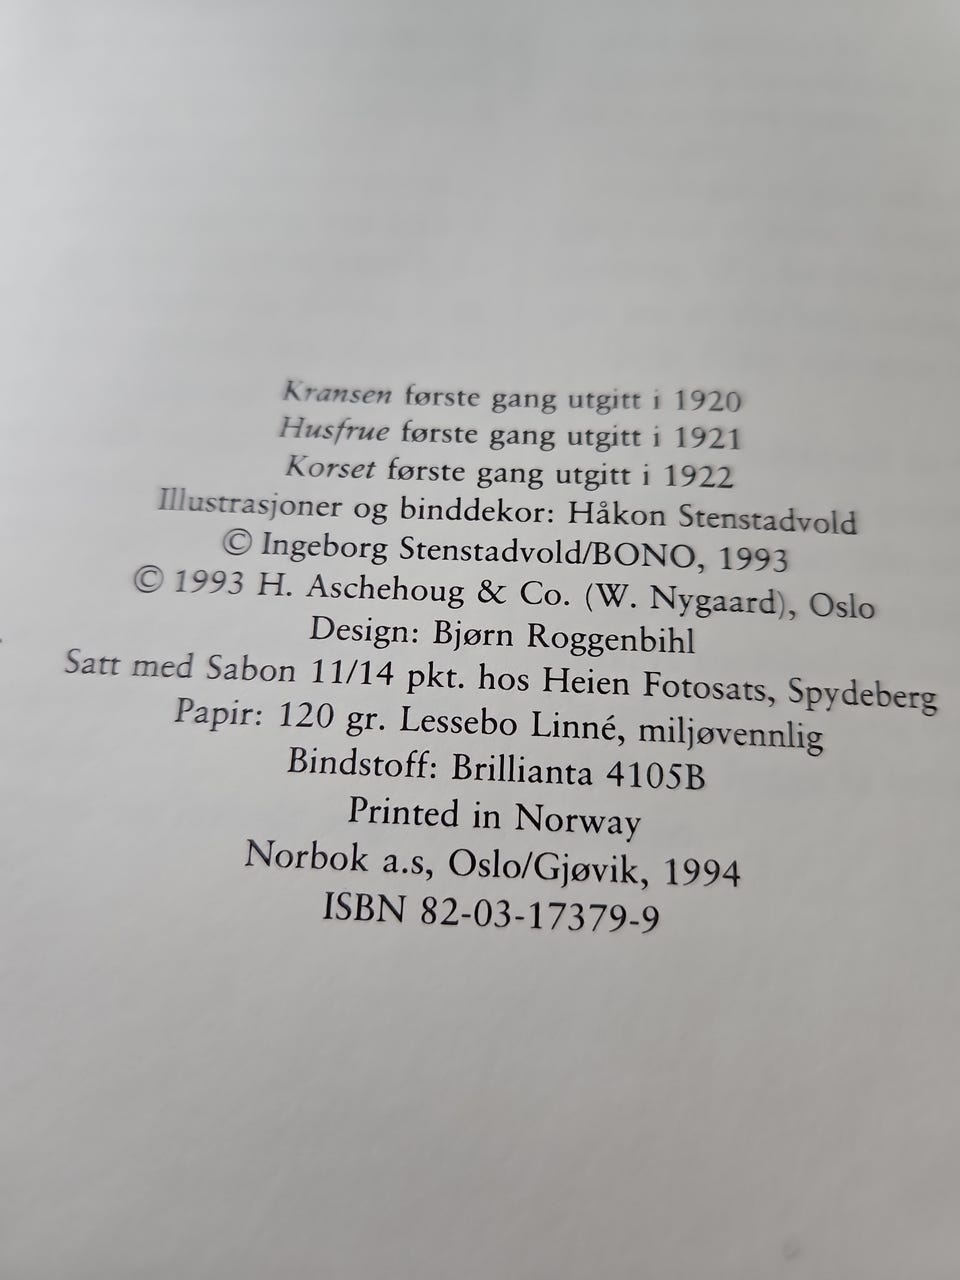 Kransen første gang utgitt i 1920
Husfrue første gang utgitt i 1921
Korset første gang utgitt i 1922
Illustrasjoner og binddekor: Håkon Stenstadvold
© Ingeborg Stenstadvold/BONO, 1993
© 1993 H. Aschehoug & Co. (W. Nygaard), Oslo
Design: Bjørn Roggenbihl
Satt med Sabon 11/14 pkt. hos Heien Fotosats, Spydeberg
Papir: 120 gr. Lessebo Linné, miljøvennlig
Bindstoff: Brillianta 4105B
Printed in Norway
Norbok a.s, Oslo/Gjøvik, 1994
ISBN 82-03-17379-9